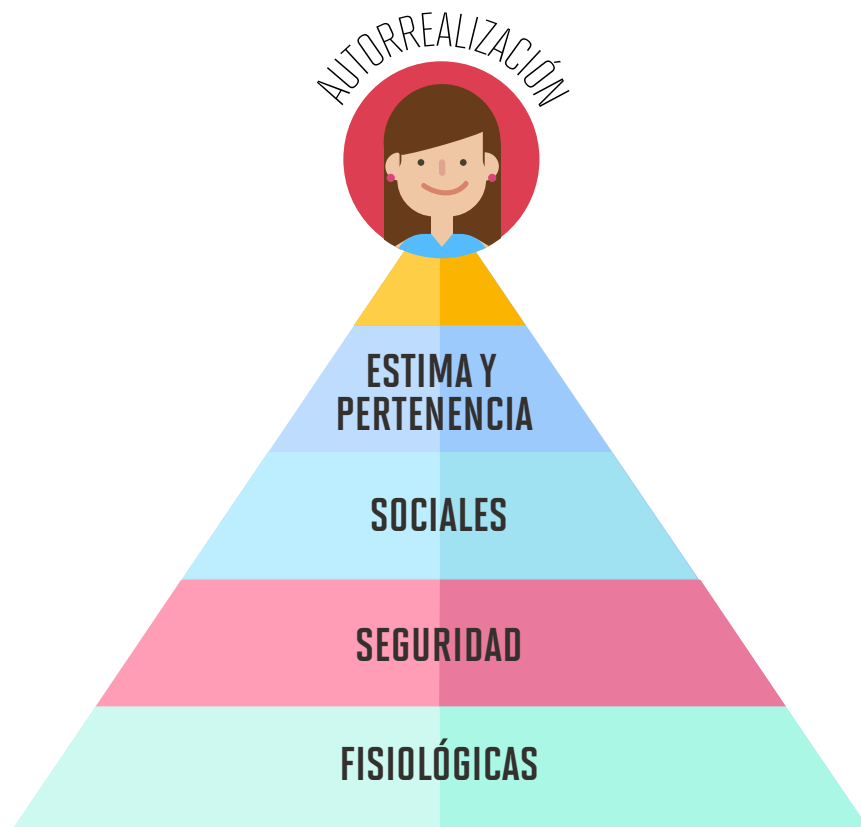 AUTORREALIZACIÓN
ESTIMA Y
PERTENENCIA
SOCIALES
SEGURIDAD
FISIOLÓGICAS